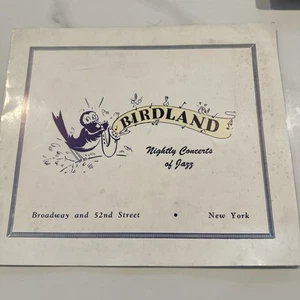 BIRDLAND
Nightly Concerts
of Jazz
Broadway and 52nd Street • New York